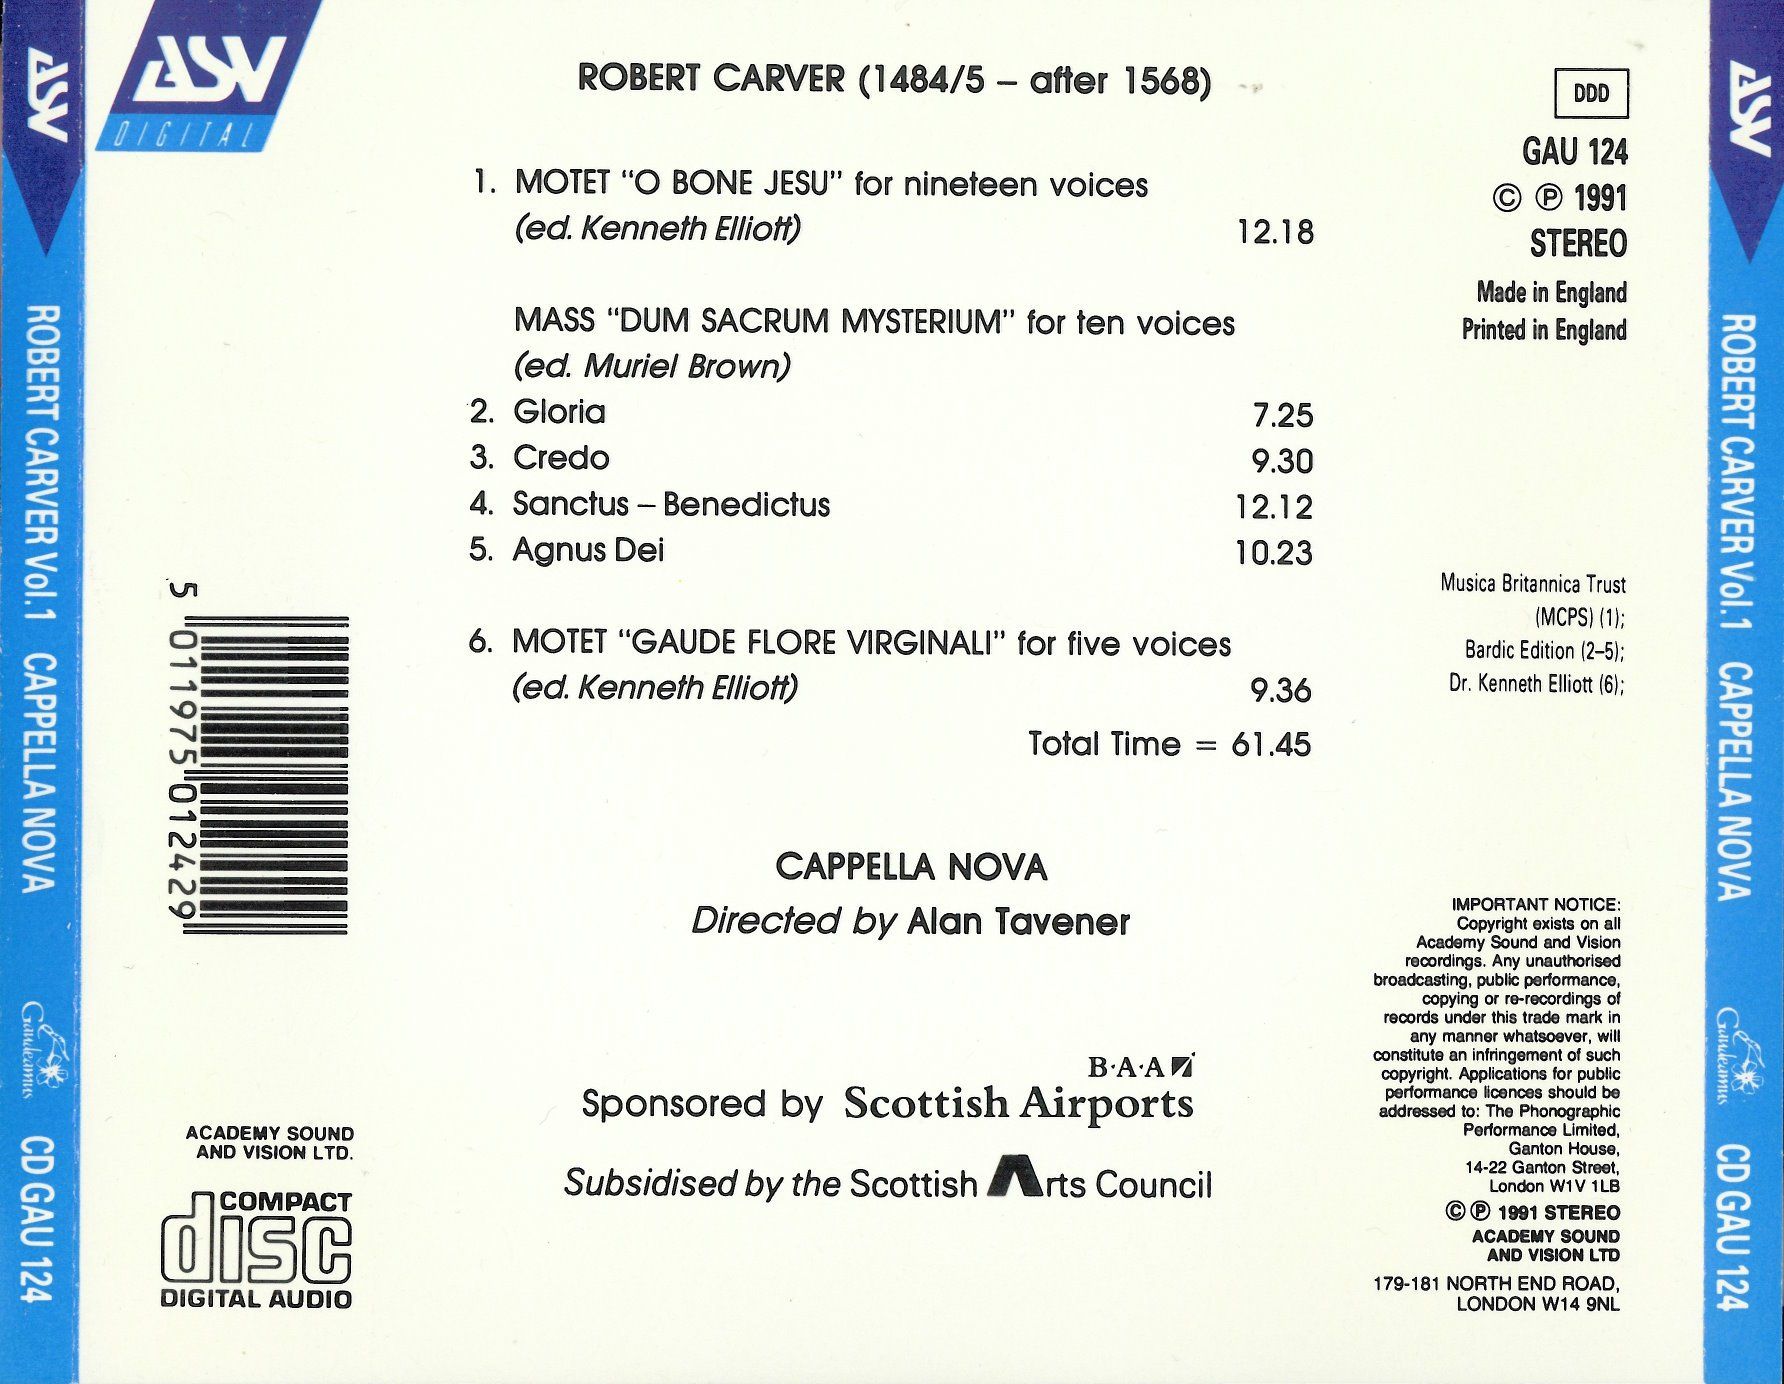 ASV
ROBERT CARVER Vol.1 CAPPELLA NOVA
Gaudeamus
CD GAU 124
ASV
DIGITAL
ROBERT CARVER (1484/5 – after 1568)
1. MOTET “O BONE JESU” for nineteen voices
(ed. Kenneth Elliott) 12.18
MASS “DUM SACRUM MYSTERIUM” for ten voices
(ed. Muriel Brown)
2. Gloria 7.25
3. Credo 9.30
4. Sanctus – Benedictus 12.12
5. Agnus Dei 10.23
6. MOTET “GAUDE FLORE VIRGINALI” for five voices
(ed. Kenneth Elliott) 9.36
Total Time = 61.45
CAPPELLA NOVA
Directed by Alan Tavener
B·A·A
Sponsored by Scottish Airports
Subsidised by the Scottish Arts Council
5 011975 012429
ACADEMY SOUND
AND VISION LTD.
COMPACT
disc
DIGITAL AUDIO
DDD
GAU 124
© ℗ 1991
STEREO
Made in England
Printed in England
Musica Britannica Trust
(MCPS) (1);
Bardic Edition (2–5);
Dr. Kenneth Elliott (6);
IMPORTANT NOTICE:
Copyright exists on all
Academy Sound and Vision
recordings. Any unauthorised
broadcasting, public performance,
copying or re-recordings of
records under this trade mark in
any manner whatsoever, will
constitute an infringement of such
copyright. Applications for public
performance licences should be
addressed to: The Phonographic
Performance Limited,
Ganton House,
14-22 Ganton Street,
London W1V 1LB
© ℗ 1991 STEREO
ACADEMY SOUND
AND VISION LTD
179-181 NORTH END ROAD,
LONDON W14 9NL
ASV
ROBERT CARVER Vol.1 CAPPELLA NOVA
Gaudeamus
CD GAU 124